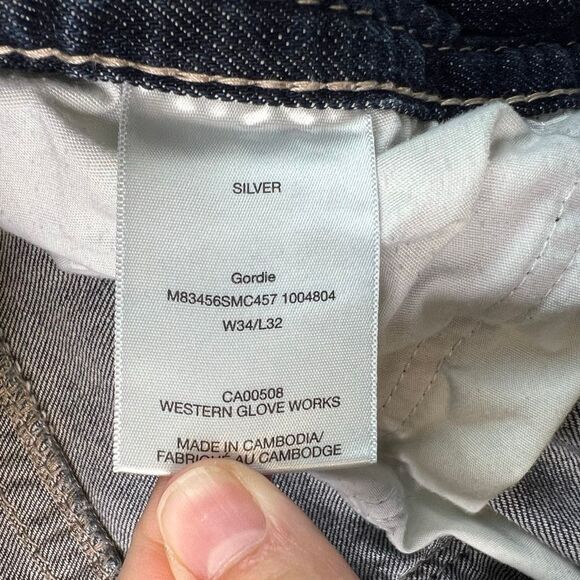 SILVER
Gordie
M83456SMC457 1004804
W34/L32
CA00508
WESTERN GLOVE WORKS
MADE IN CAMBODIA/
FABRIQUÉ AU CAMBODGE